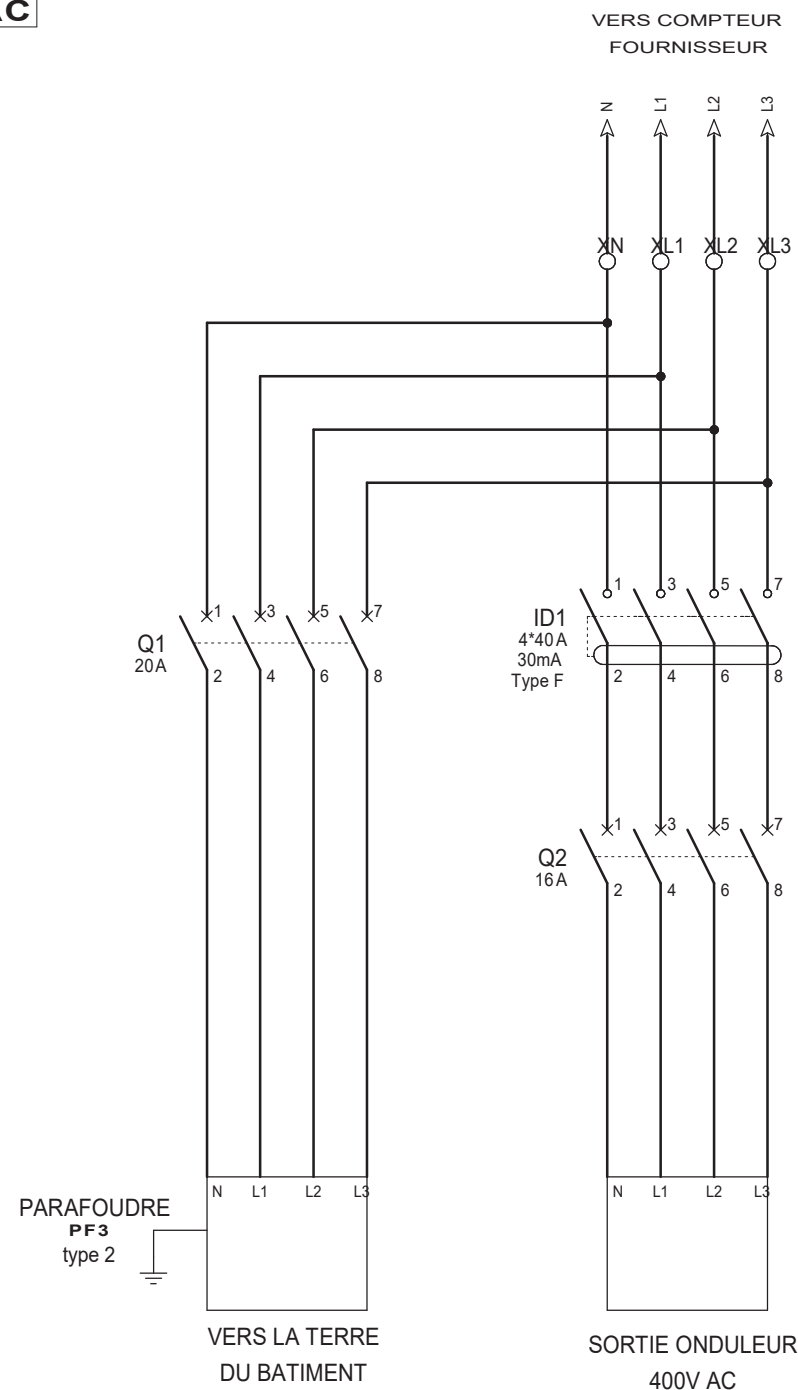 AC
VERS COMPTEUR
FOURNISSEUR
N L1 L2 L3
XN XL1 XL2 XL3
1 3 5 7
Q1
20A
2 4 6 8
1 3 5 7
ID1
4*40A
30mA
Type F
2 4 6 8
1 3 5 7
Q2
16A
2 4 6 8
N L1 L2 L3
PARAFOUDRE
PF3
type 2
VERS LA TERRE
DU BATIMENT
N L1 L2 L3
SORTIE ONDULEUR
400V AC